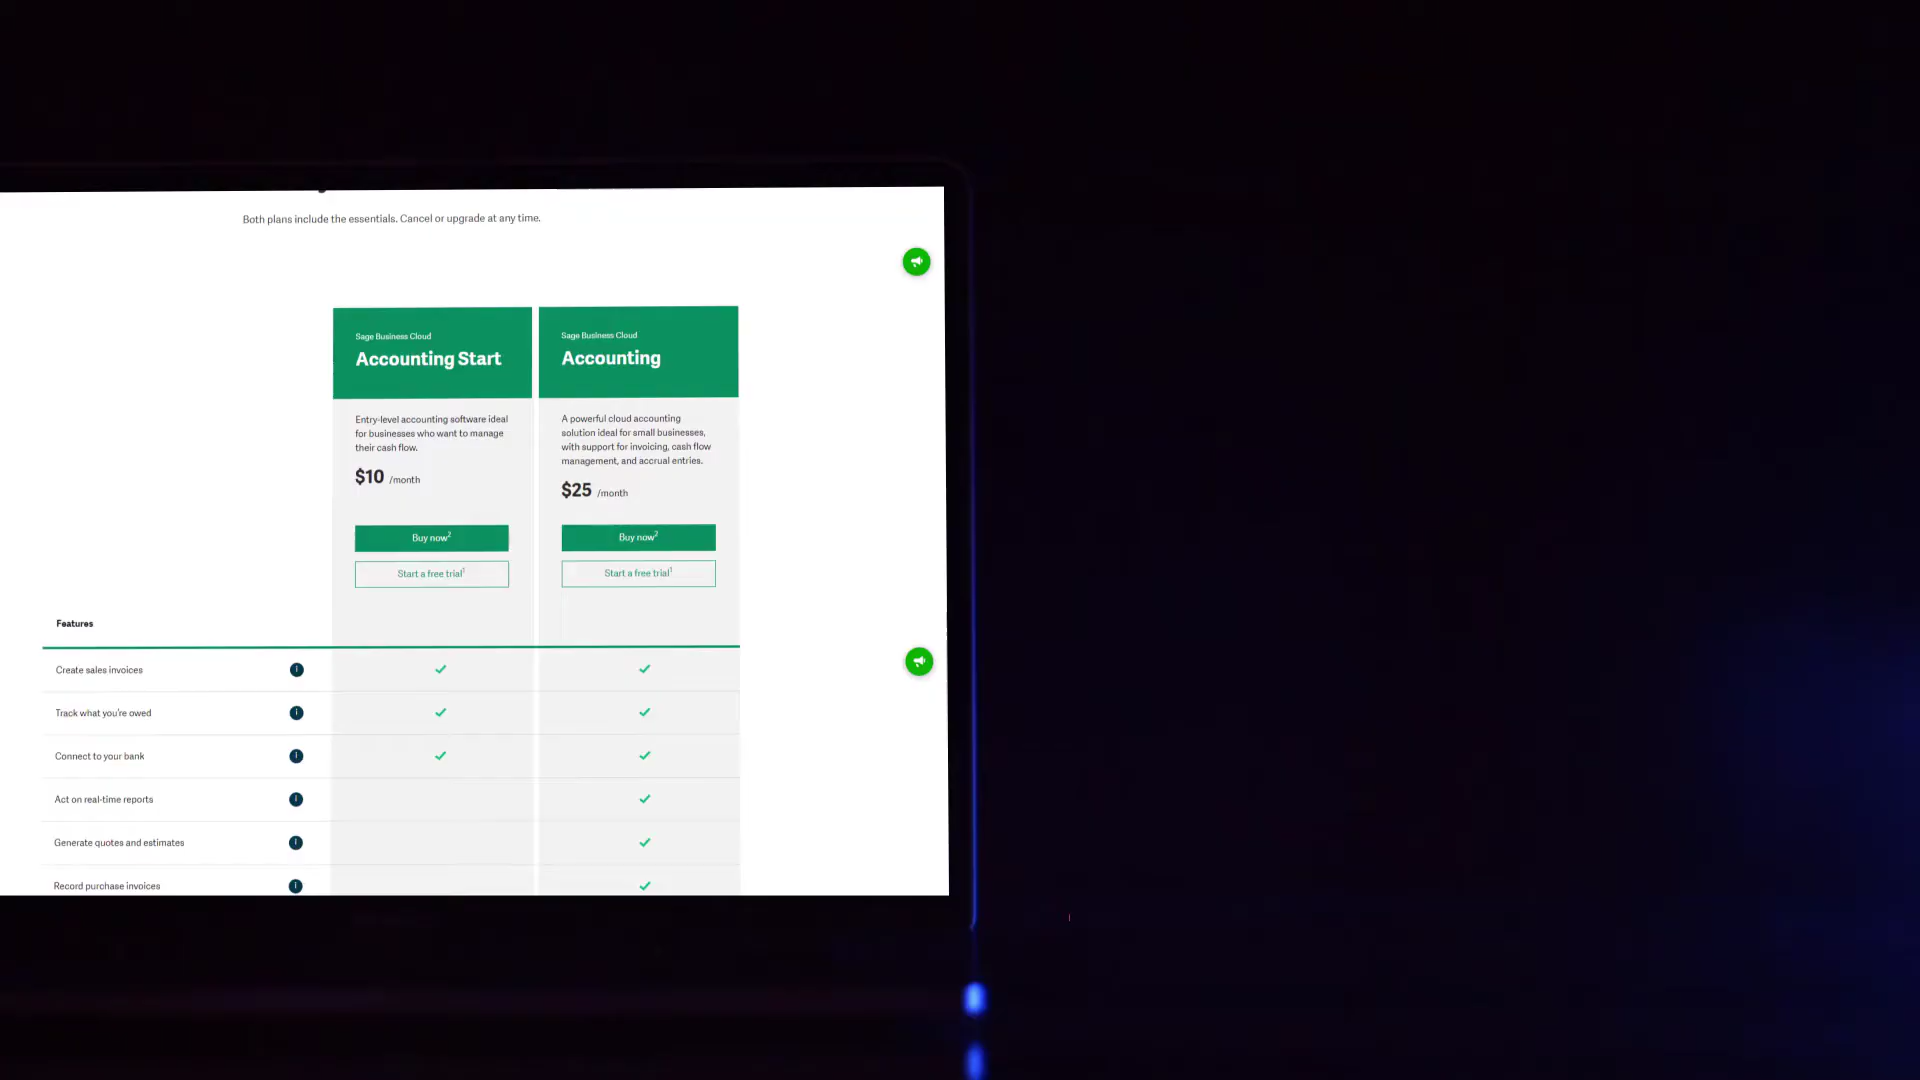 Both plans include the essentials. Cancel or upgrade at any time.
Sage Business Cloud
Accounting Start
Entry-level accounting software ideal
for businesses who want to manage
their cash flow.
$10 /month
Buy now2
Start a free trial1
Sage Business Cloud
Accounting
A powerful cloud accounting
solution ideal for small businesses,
with support for invoicing, cash flow
management, and accrual entries.
$25 /month
Buy now2
Start a free trial1
Features
Create sales invoices
Track what you're owed
Connect to your bank
Act on real-time reports
Generate quotes and estimates
Record purchase invoices